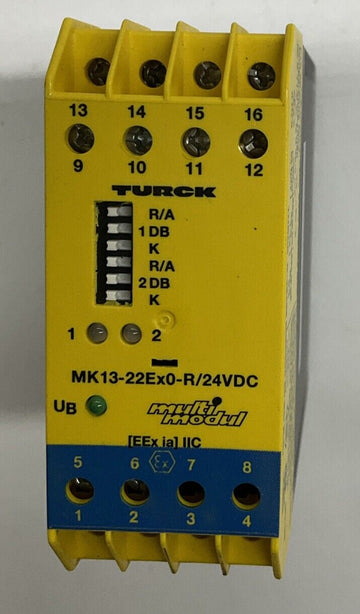 13 14 15 16
9 10 11 12
TURCK
R/A
1 DB
K
R/A
2 DB
K
1 2
MK13-22Ex0-R/24VDC
UB multi modul
[EEx ia] IIC
5 6 εx 7 8
1 2 3 4